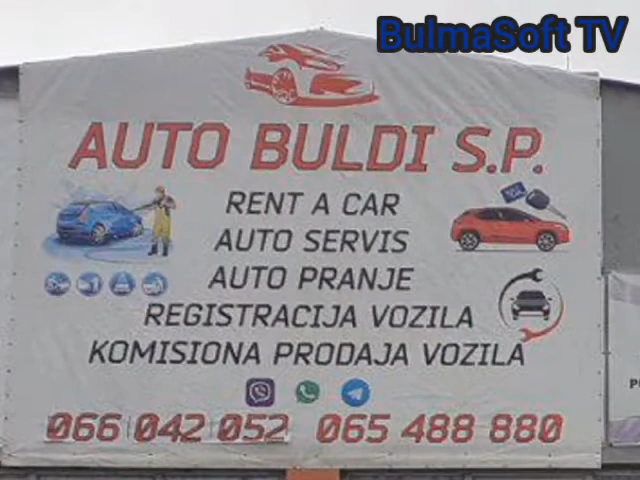 BulmaSoft TV
AUTO BULDI S.P.
RENT A CAR
AUTO SERVIS
AUTO PRANJE
REGISTRACIJA VOZILA
KOMISIONA PRODAJA VOZILA
066 042 052 065 488 880